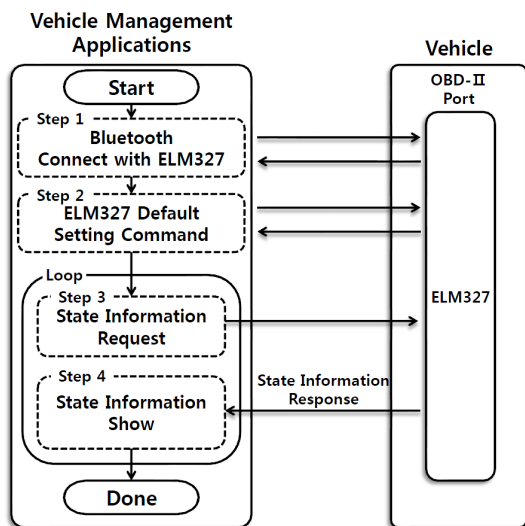 Vehicle Management
Applications
Start
Step 1
Bluetooth
Connect with ELM327
Step 2
ELM327 Default
Setting Command
Loop
Step 3
State Information
Request
Step 4
State Information
Show
Done
State Information
Response
Vehicle
OBD-Ⅱ
Port
ELM327